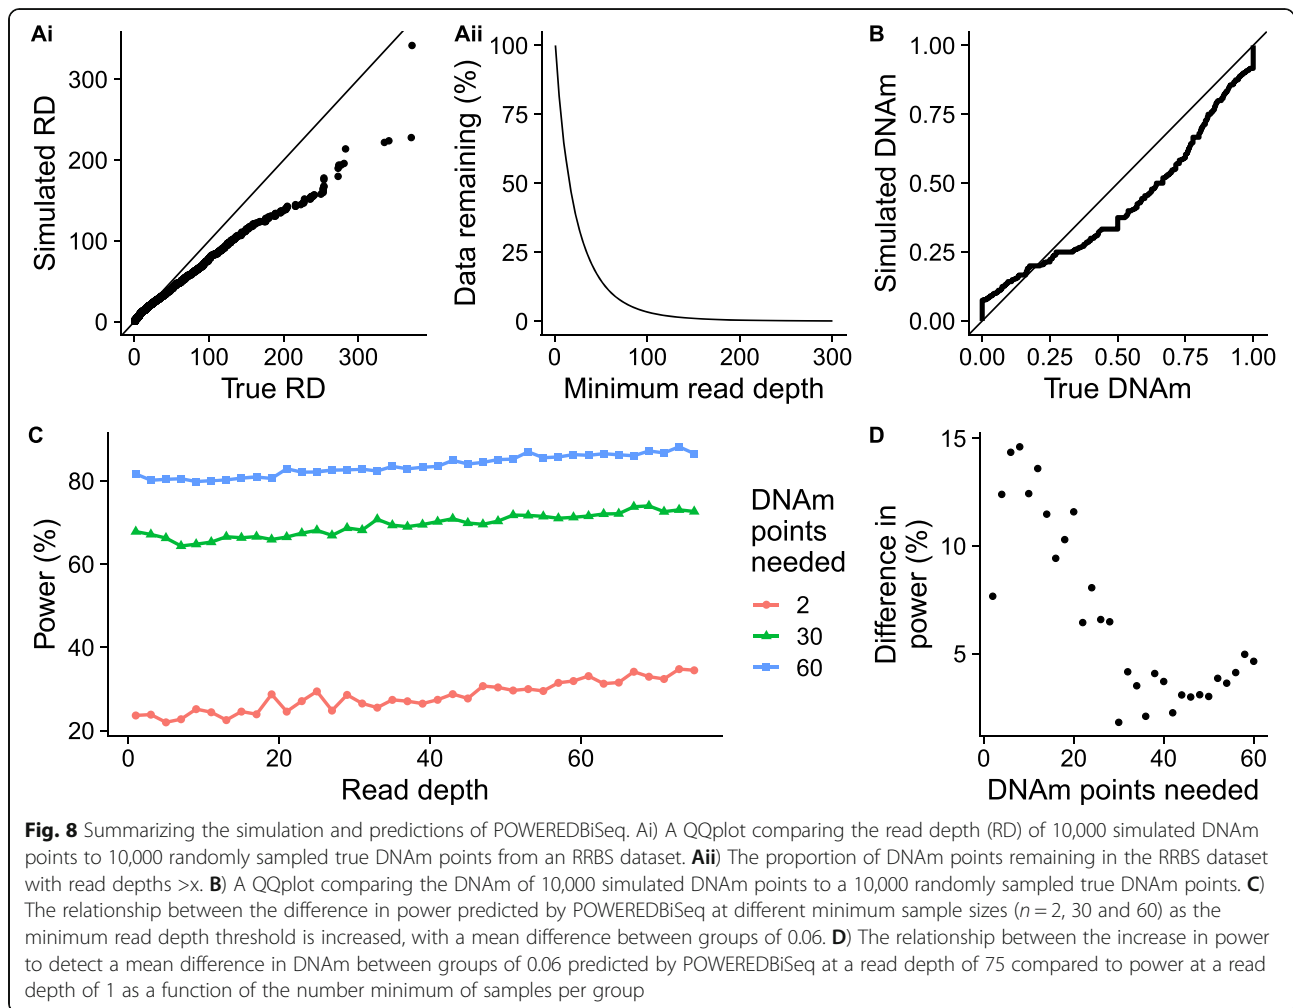 Ai
Simulated RD
300
200
100
0
0 100 200 300
True RD
Aii
Data remaining (%)
100
75
50
25
0
0 100 200 300
Minimum read depth
B
Simulated DNAm
1.00
0.75
0.50
0.25
0.00
0.00 0.25 0.50 0.75 1.00
True DNAm
C
Power (%)
80
60
40
20
0 20 40 60
Read depth
DNAm
points
needed
2
30
60
D
Difference in
power (%)
15
10
5
0 20 40 60
DNAm points needed
Fig. 8 Summarizing the simulation and predictions of POWEREDBiSeq. Ai) A QQplot comparing the read depth (RD) of 10,000 simulated DNAm
points to 10,000 randomly sampled true DNAm points from an RRBS dataset. Aii) The proportion of DNAm points remaining in the RRBS dataset
with read depths >x. B) A QQplot comparing the DNAm of 10,000 simulated DNAm points to a 10,000 randomly sampled true DNAm points. C)
The relationship between the difference in power predicted by POWEREDBiSeq at different minimum sample sizes (n = 2, 30 and 60) as the
minimum read depth threshold is increased, with a mean difference between groups of 0.06. D) The relationship between the increase in power
to detect a mean difference in DNAm between groups of 0.06 predicted by POWEREDBiSeq at a read depth of 75 compared to power at a read
depth of 1 as a function of the number minimum of samples per group